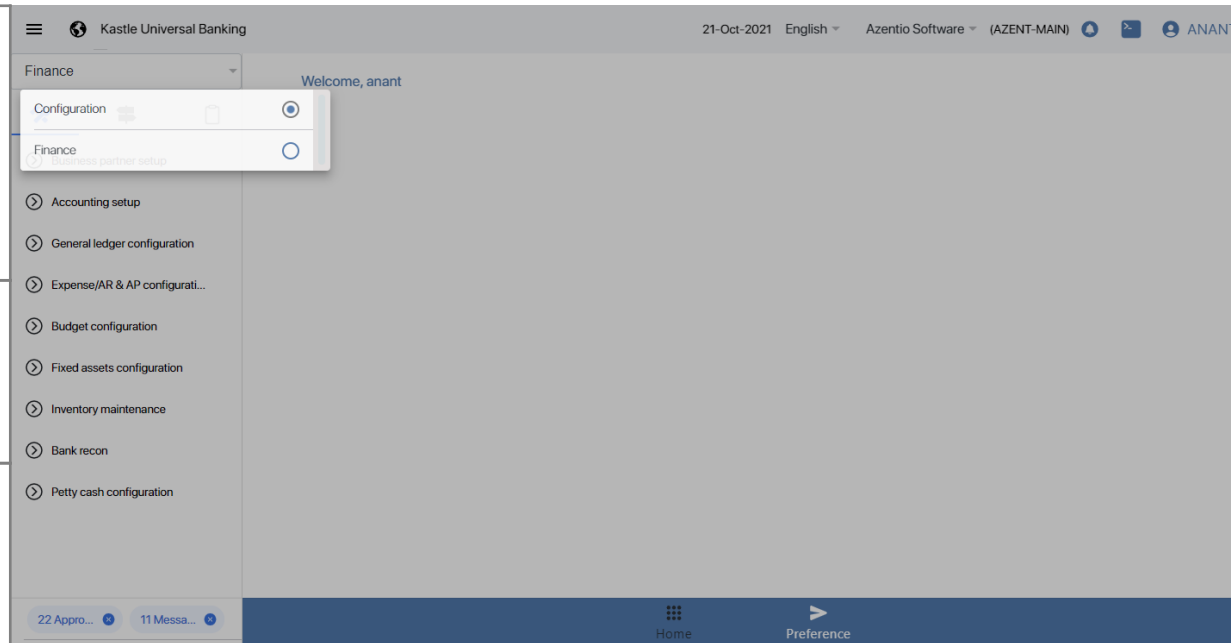 Kastle Universal Banking 21-Oct-2021 English Azentio Software (AZENT-MAIN) ANANT
Finance
Welcome, anant
Configuration
Finance
Business partner setup
Accounting setup
General ledger configuration
Expense/AR & AP configurati...
Budget configuration
Fixed assets configuration
Inventory maintenance
Bank recon
Petty cash configuration
22 Appro... 11 Messa...
Home Preference